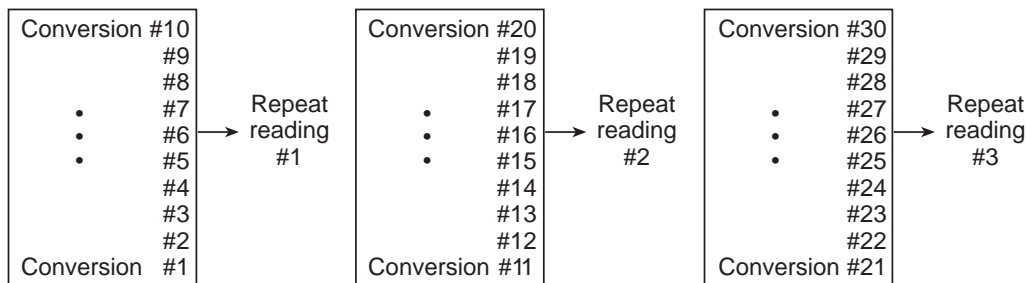 Conversion #10
#9
#8
#7
#6
#5
#4
#3
#2
Conversion #1
Repeat
reading
#1
Conversion #20
#19
#18
#17
#16
#15
#14
#13
#12
Conversion #11
Repeat
reading
#2
Conversion #30
#29
#28
#27
#26
#25
#24
#23
#22
Conversion #21
Repeat
reading
#3